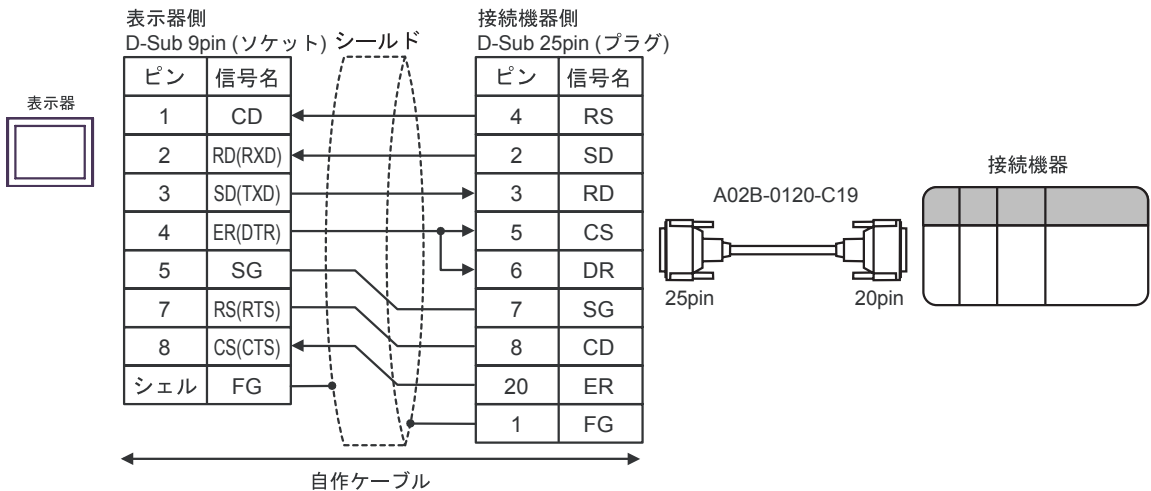 表示器側
D-Sub 9pin (ソケット)
シールド
接続機器側
D-Sub 25pin (プラグ)
表示器
ピン 信号名
1 CD
2 RD(RXD)
3 SD(TXD)
4 ER(DTR)
5 SG
7 RS(RTS)
8 CS(CTS)
シェル FG
ピン 信号名
4 RS
2 SD
3 RD
5 CS
6 DR
7 SG
8 CD
20 ER
1 FG
A02B-0120-C19
25pin
20pin
接続機器
自作ケーブル